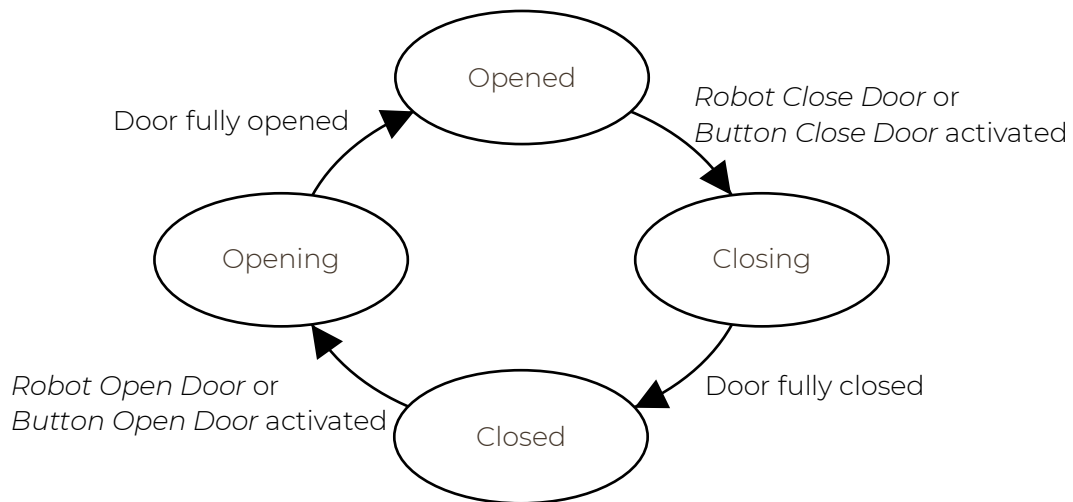 Opened
Robot Close Door or
Button Close Door activated
Door fully opened
Opening
Closing
Robot Open Door or
Button Open Door activated
Door fully closed
Closed